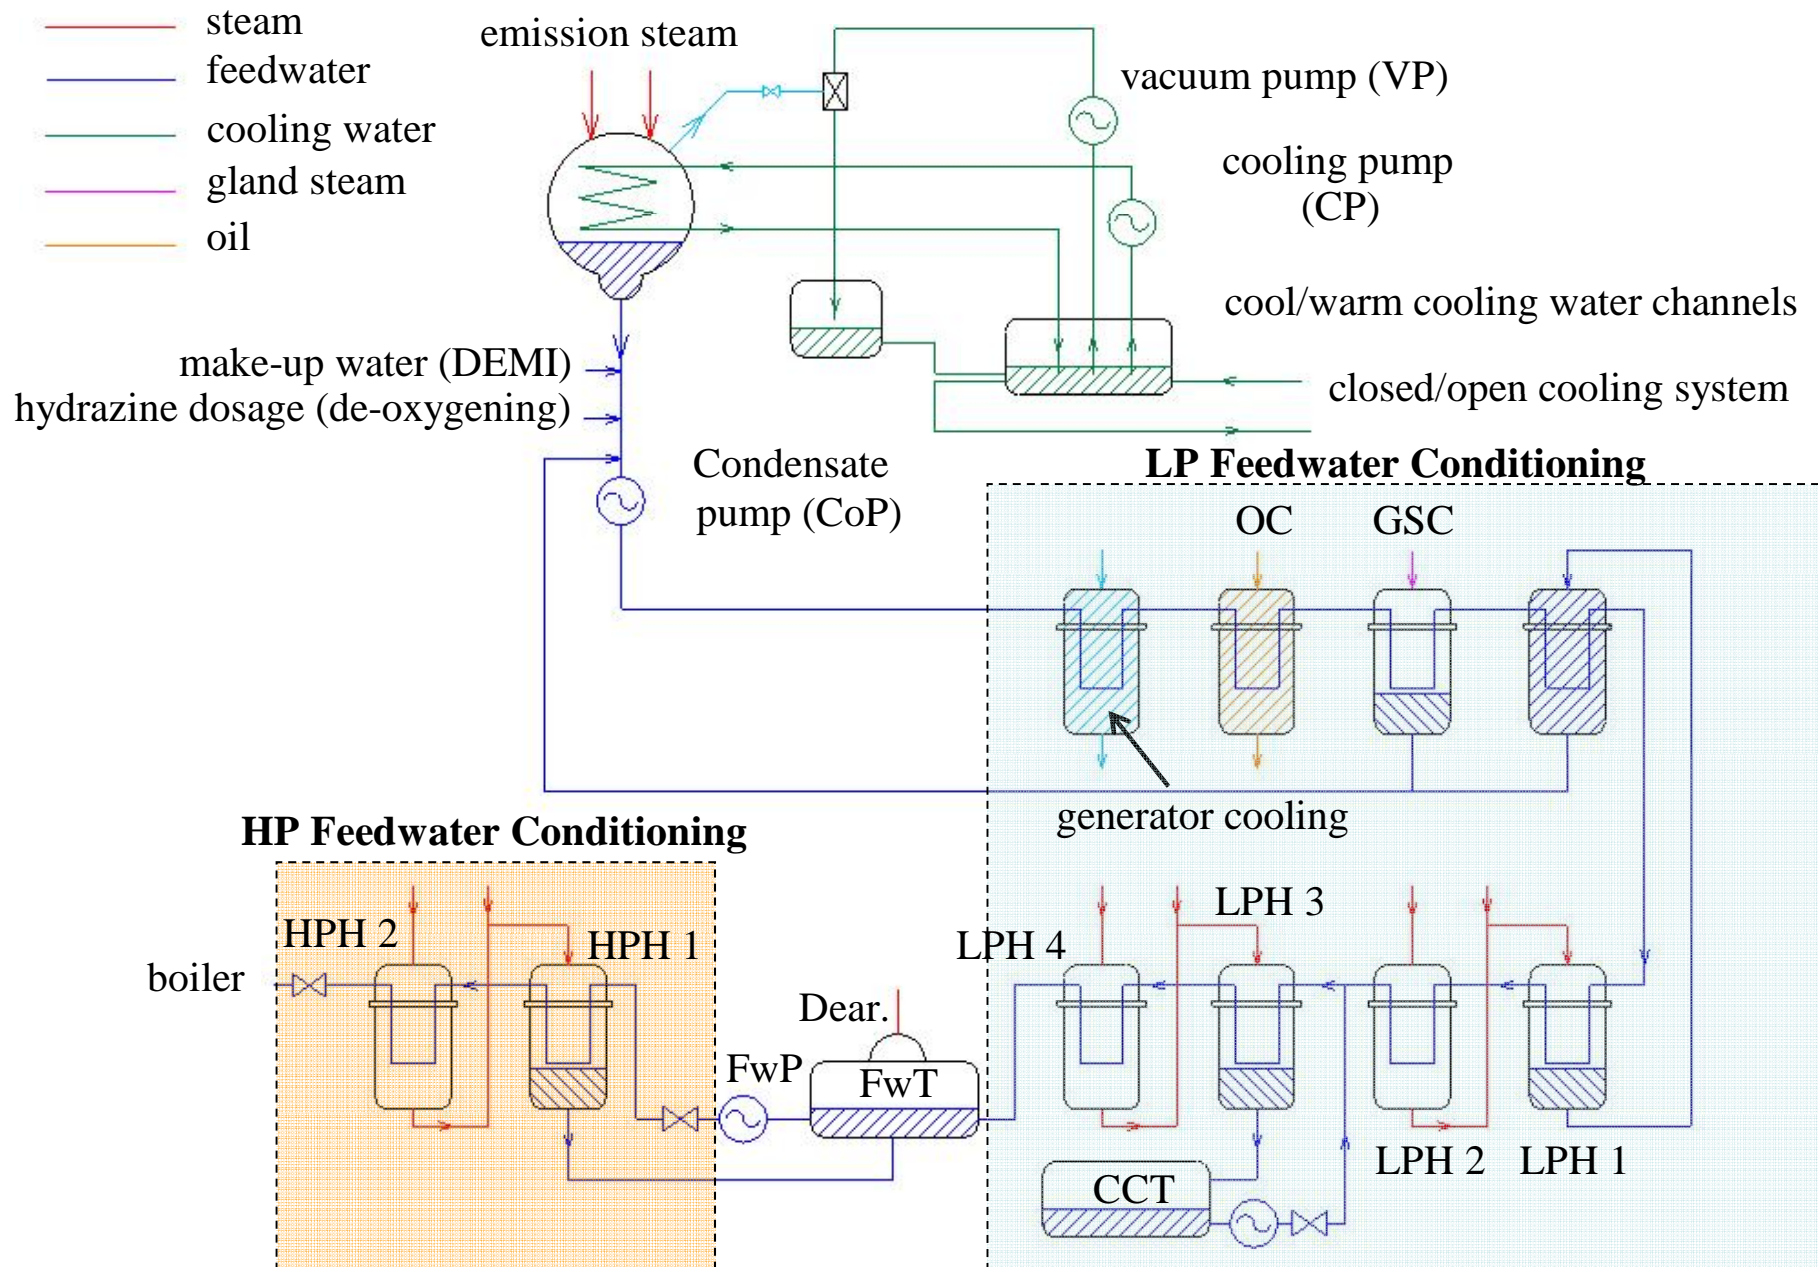 steam
feedwater
cooling water
gland steam
oil
emission steam
vacuum pump (VP)
cooling pump
(CP)
cool/warm cooling water channels
closed/open cooling system
make-up water (DEMI)
hydrazine dosage (de-oxygening)
Condensate
pump (CoP)
LP Feedwater Conditioning
OC
GSC
generator cooling
HP Feedwater Conditioning
HPH 2
HPH 1
boiler
Dear.
FwP
FwT
LPH 4
LPH 3
LPH 2
LPH 1
CCT